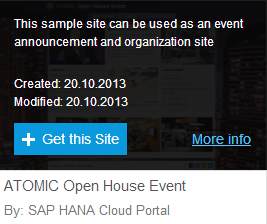 This sample site can be used as an event
announcement and organization site
Created: 20.10.2013
Modified: 20.10.2013
+ Get this Site
More info
ATOMIC Open House Event
By: SAP HANA Cloud Portal